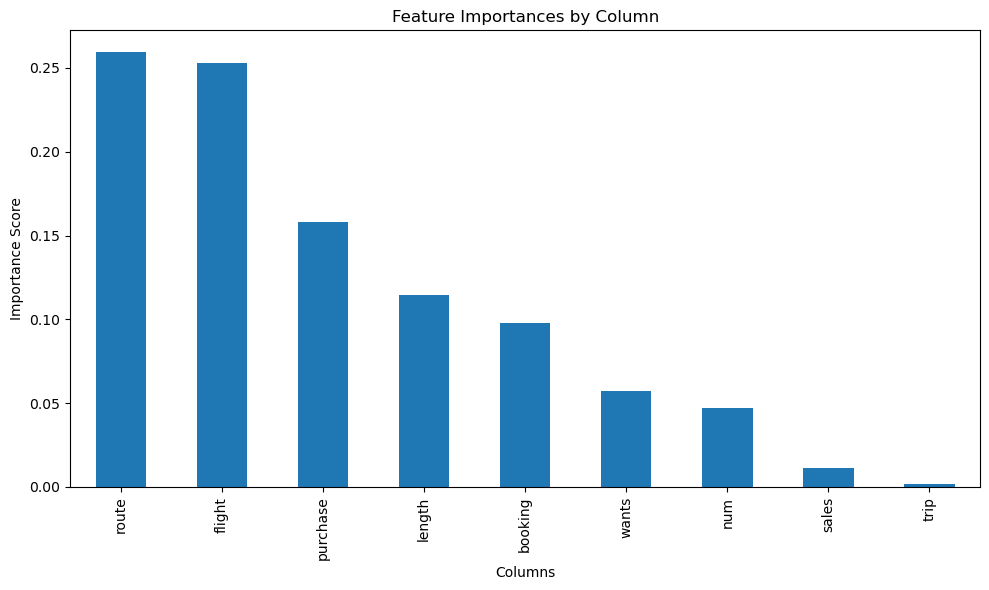 Feature Importances by Column
Importance Score
0.25
0.20
0.15
0.10
0.05
0.00
route
flight
purchase
length
booking
wants
num
sales
trip
Columns